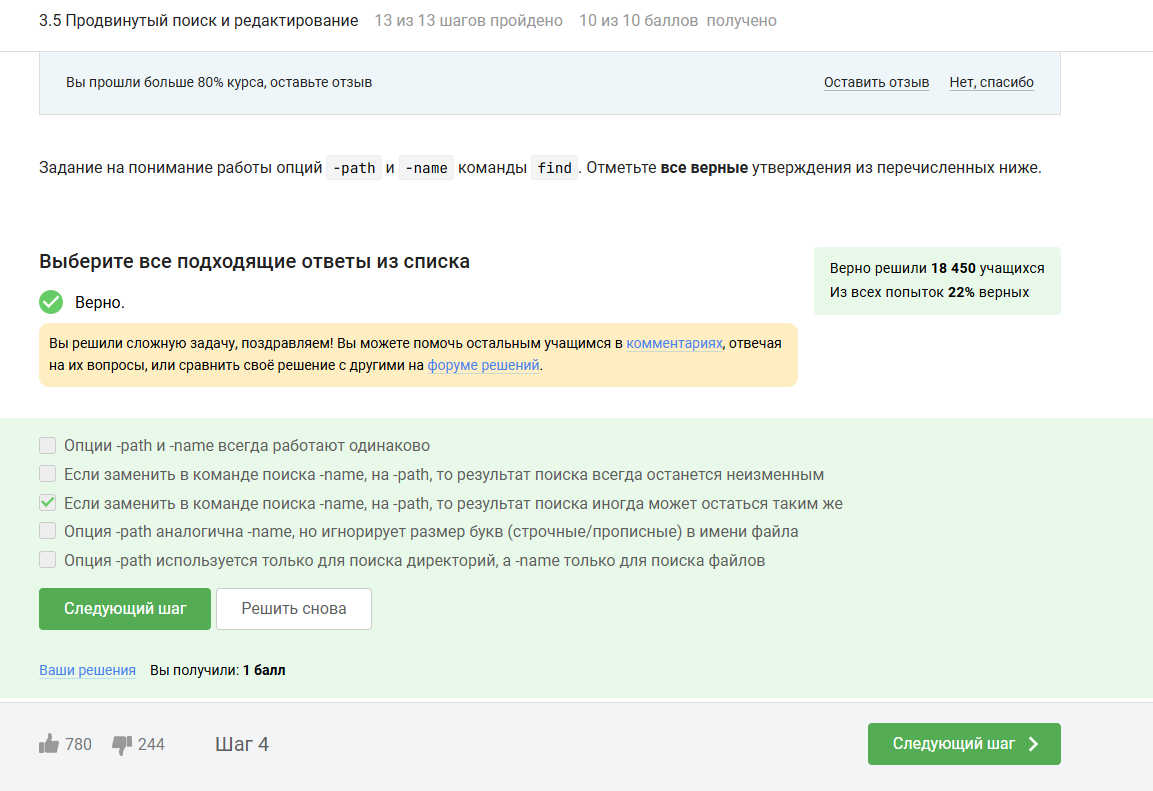 3.5 Продвинутый поиск и редактирование 13 из 13 шагов пройдено 10 из 10 баллов получено
Вы прошли больше 80% курса, оставьте отзыв Оставить отзыв Нет, спасибо
Задание на понимание работы опций -path и -name команды find. Отметьте все верные утверждения из перечисленных ниже.
Выберите все подходящие ответы из списка
Верно решили 18 450 учащихся
Из всех попыток 22% верных
Верно.
Вы решили сложную задачу, поздравляем! Вы можете помочь остальным учащимся в комментариях, отвечая
на их вопросы, или сравнить своё решение с другими на форуме решений.
Опции -path и -name всегда работают одинаково
Если заменить в команде поиска -name, на -path, то результат поиска всегда останется неизменным
Если заменить в команде поиска -name, на -path, то результат поиска иногда может остаться таким же
Опция -path аналогична -name, но игнорирует размер букв (строчные/прописные) в имени файла
Опция -path используется только для поиска директорий, а -name только для поиска файлов
Следующий шаг Решить снова
Ваши решения Вы получили: 1 балл
780 244 Шаг 4 Следующий шаг